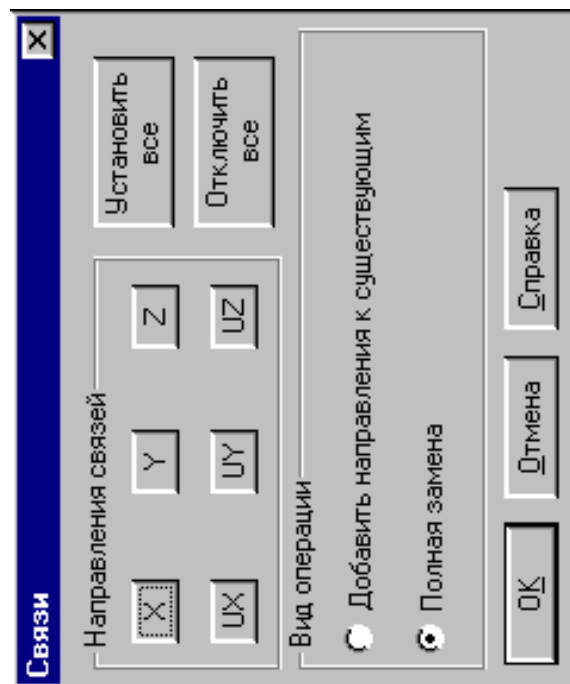 Связи
Направления связей
X Y Z
UX UY UZ
Установить
все
Отключить
все
Вид операции
Добавить направления к существующим
Полная замена
OK Отмена Справка